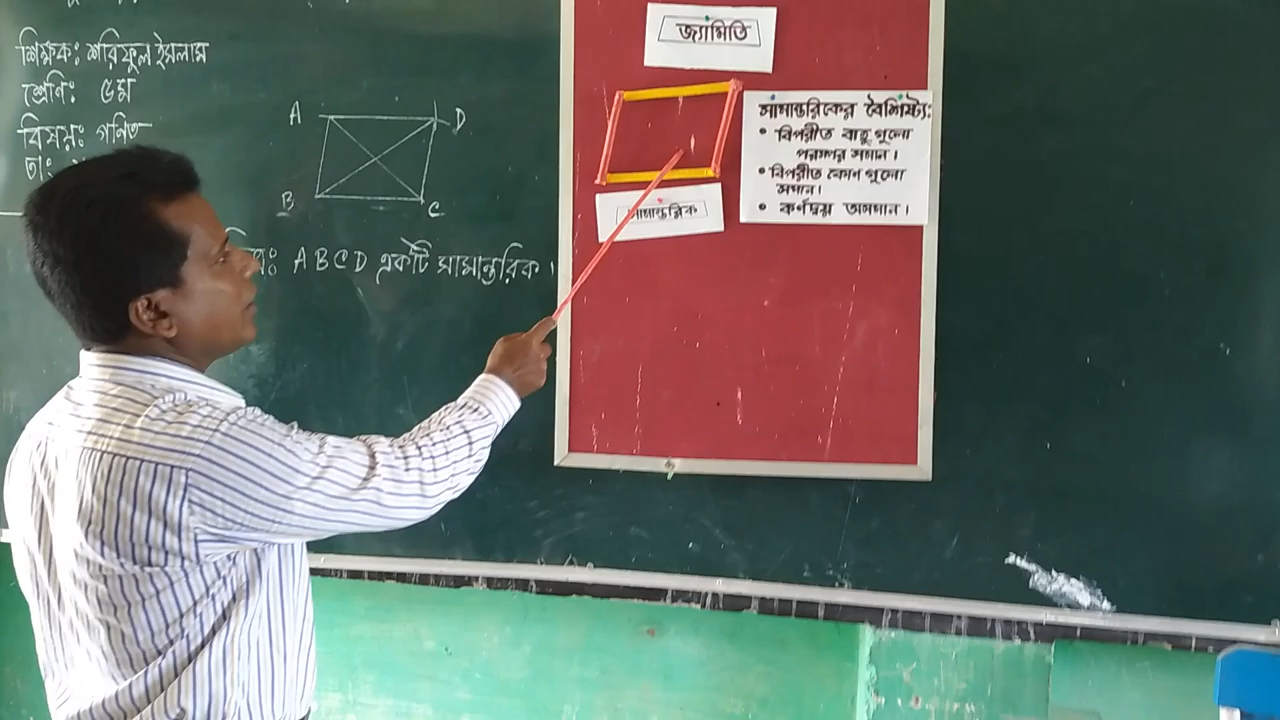 শিক্ষক: শরিফুল ইসলাম
শ্রেণি: ৫ম
বিষয়: গণিত
তা:
A D
B C
চিত্র: ABCD একটি সামান্তরিক।
জ্যামিতি
সামান্তরিক
সামান্তরিকের বৈশিষ্ট্য:
• বিপরীত বাহু গুলো
পরস্পর সমান।
• বিপরীত কোণ গুলো
সমান।
• কর্ণদ্বয় অসমান।